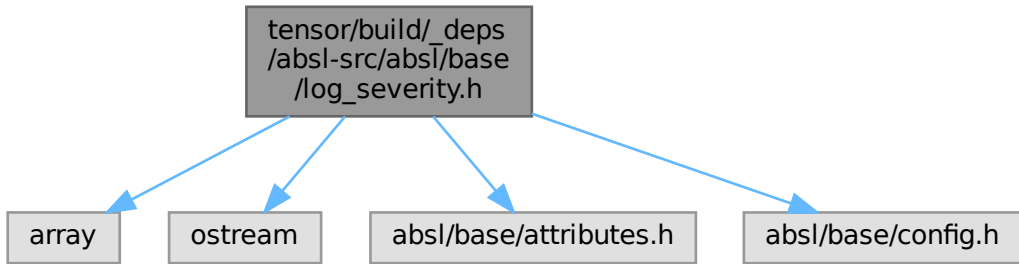 tensor/build/_deps
/absl-src/absl/base
/log_severity.h
array
ostream
absl/base/attributes.h
absl/base/config.h